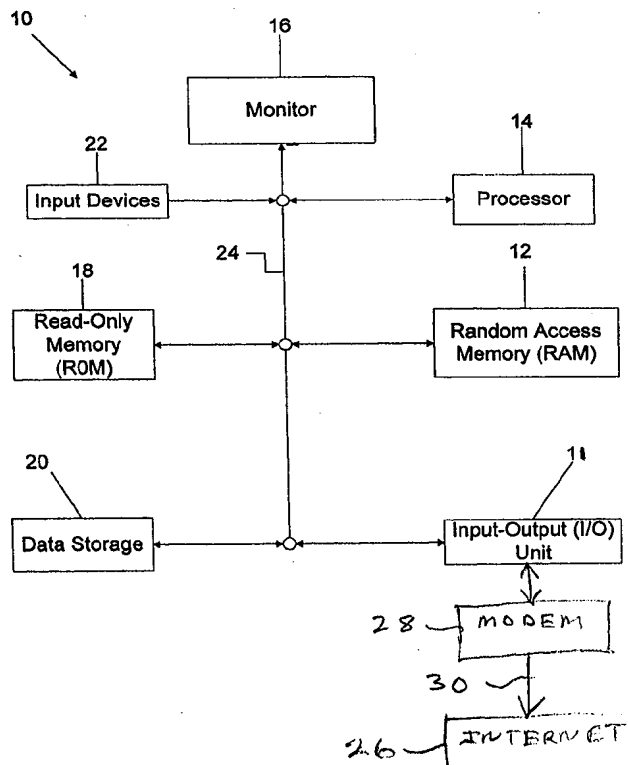 10
16
Monitor
22
Input Devices
14
Processor
24
18
Read-Only
Memory
(R0M)
12
Random Access
Memory (RAM)
20
Data Storage
11
Input-Output (I/O)
Unit
28
MODEM
30
26
INTERNET